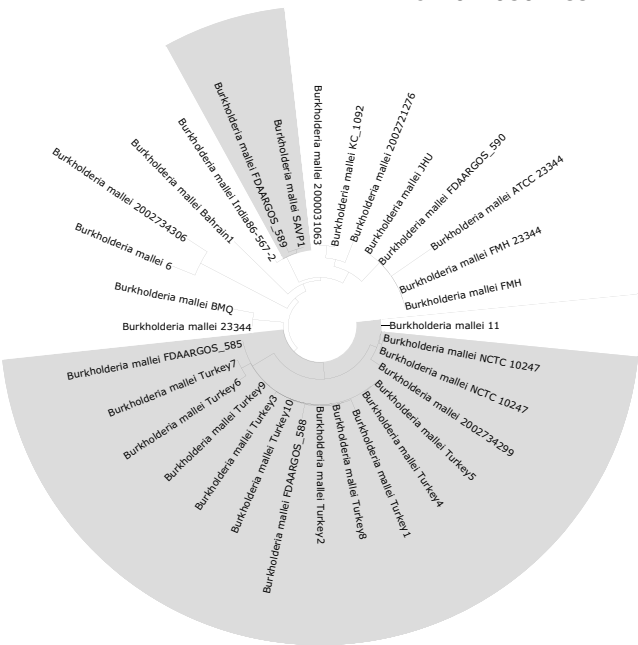 Burkholderia mallei FDAARGOS_589
Burkholderia mallei SAVP1
Burkholderia mallei 2000031063
Burkholderia mallei KC_1092
Burkholderia mallei 2002721276
Burkholderia mallei JHU
Burkholderia mallei FDAARGOS_590
Burkholderia mallei ATCC 23344
Burkholderia mallei FMH 23344
Burkholderia mallei FMH
Burkholderia mallei 11
Burkholderia mallei NCTC 10247
Burkholderia mallei NCTC 10247
Burkholderia mallei 2002734299
Burkholderia mallei Turkey5
Burkholderia mallei Turkey4
Burkholderia mallei Turkey1
Burkholderia mallei Turkey8
Burkholderia mallei Turkey2
Burkholderia mallei FDAARGOS_588
Burkholderia mallei Turkey10
Burkholderia mallei Turkey3
Burkholderia mallei Turkey9
Burkholderia mallei Turkey6
Burkholderia mallei Turkey7
Burkholderia mallei FDAARGOS_585
Burkholderia mallei 23344
Burkholderia mallei BMQ
Burkholderia mallei 6
Burkholderia mallei 2002734306
Burkholderia mallei Bahrain1
Burkholderia mallei India86-567-2